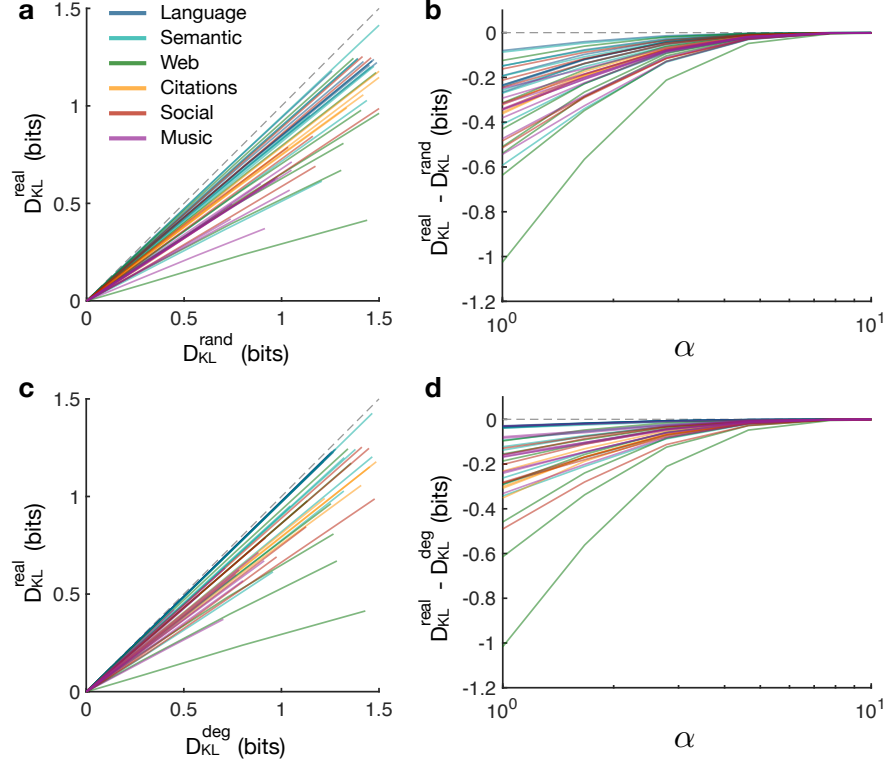 a
1.5
1
0.5
0
D_KL^real (bits)
Language
Semantic
Web
Citations
Social
Music
0 0.5 1 1.5
D_KL^rand (bits)
b
0
-0.2
-0.4
-0.6
-0.8
-1
-1.2
D_KL^real - D_KL^rand (bits)
10^0 10^1
α
c
1.5
1
0.5
0
D_KL^real (bits)
0 0.5 1 1.5
D_KL^deg (bits)
d
0
-0.2
-0.4
-0.6
-0.8
-1
-1.2
D_KL^real - D_KL^deg (bits)
10^0 10^1
α